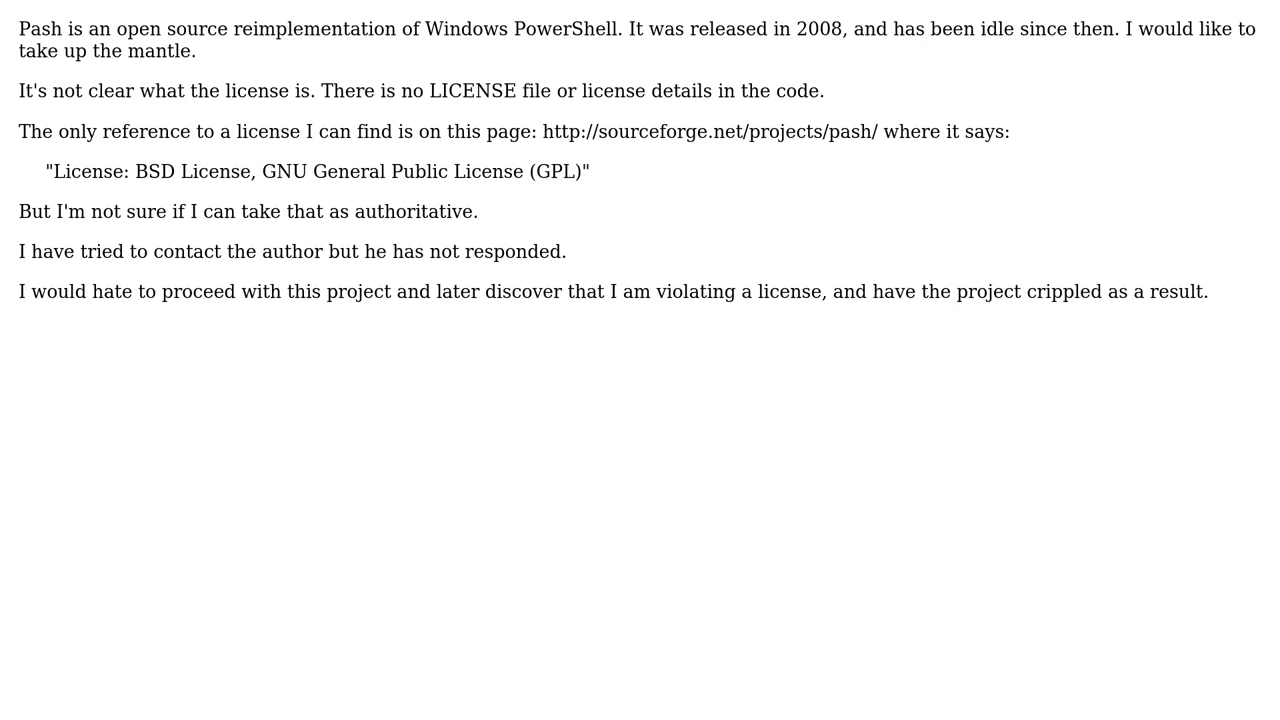 Pash is an open source reimplementation of Windows PowerShell. It was released in 2008, and has been idle since then. I would like to
take up the mantle.
It's not clear what the license is. There is no LICENSE file or license details in the code.
The only reference to a license I can find is on this page: http://sourceforge.net/projects/pash/ where it says:
"License: BSD License, GNU General Public License (GPL)"
But I'm not sure if I can take that as authoritative.
I have tried to contact the author but he has not responded.
I would hate to proceed with this project and later discover that I am violating a license, and have the project crippled as a result.